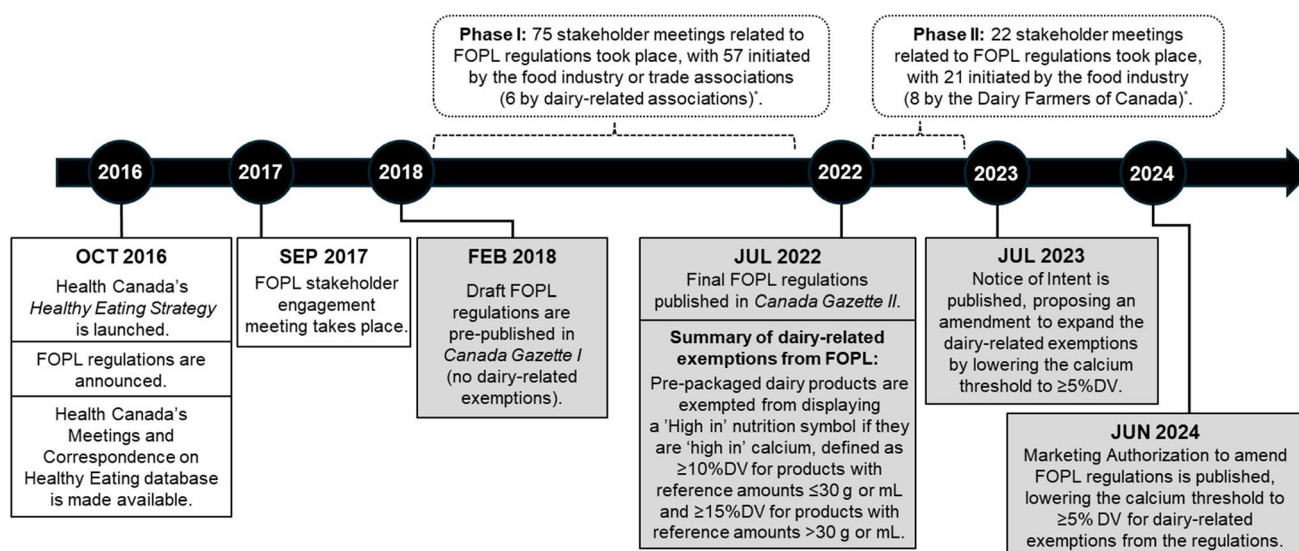 Phase I: 75 stakeholder meetings related to
FOPL regulations took place, with 57 initiated
by the food industry or trade associations
(6 by dairy-related associations)*.
Phase II: 22 stakeholder meetings
related to FOPL regulations took place,
with 21 initiated by the food industry
(8 by the Dairy Farmers of Canada)*.
2016
2017
2018
2022
2023
2024
OCT 2016
Health Canada's
Healthy Eating Strategy
is launched.
FOPL regulations are
announced.
Health Canada's
Meetings and
Correspondence on
Healthy Eating database
is made available.
SEP 2017
FOPL stakeholder
engagement
meeting takes place.
FEB 2018
Draft FOPL
regulations are
pre-published in
Canada Gazette I
(no dairy-related
exemptions).
JUL 2022
Final FOPL regulations
published in Canada Gazette II.
Summary of dairy-related
exemptions from FOPL:
Pre-packaged dairy products are
exempted from displaying
a 'High in' nutrition symbol if they
are 'high in' calcium, defined as
≥10%DV for products with
reference amounts ≤30 g or mL
and ≥15%DV for products with
reference amounts >30 g or mL.
JUL 2023
Notice of Intent is
published, proposing an
amendment to expand the
dairy-related exemptions
by lowering the calcium
threshold to ≥5%DV.
JUN 2024
Marketing Authorization to amend
FOPL regulations is published,
lowering the calcium threshold to
≥5% DV for dairy-related
exemptions from the regulations.